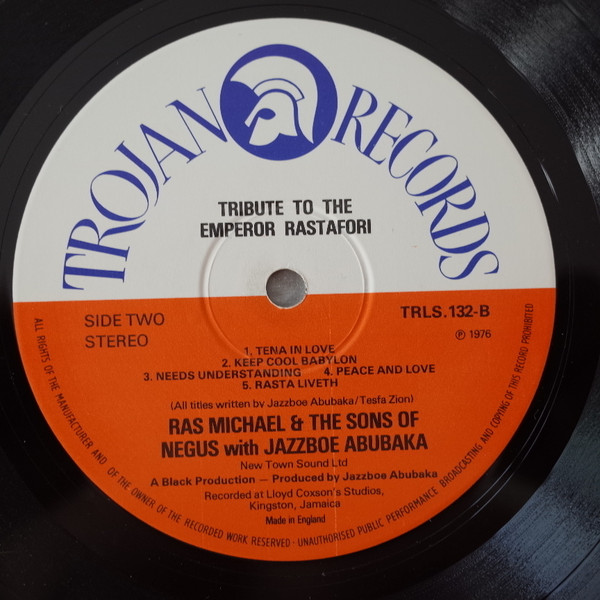 TROJAN RECORDS
TRIBUTE TO THE
EMPEROR RASTAFORI
SIDE TWO
STEREO
TRLS.132-B
℗ 1976
1. TENA IN LOVE
2. KEEP COOL BABYLON
3. NEEDS UNDERSTANDING 4. PEACE AND LOVE
5. RASTA LIVETH
(All titles written by Jazzboe Abubaka/Tesfa Zion)
RAS MICHAEL & THE SONS OF
NEGUS with JAZZBOE ABUBAKA
New Town Sound Ltd
A Black Production — Produced by Jazzboe Abubaka
Recorded at Lloyd Coxson's Studios,
Kingston, Jamaica
Made in England
ALL RIGHTS OF THE MANUFACTURER AND OF THE OWNER OF THE RECORDED WORK RESERVED · UNAUTHORISED PUBLIC PERFORMANCE BROADCASTING AND COPYING OF THIS RECORD PROHIBITED